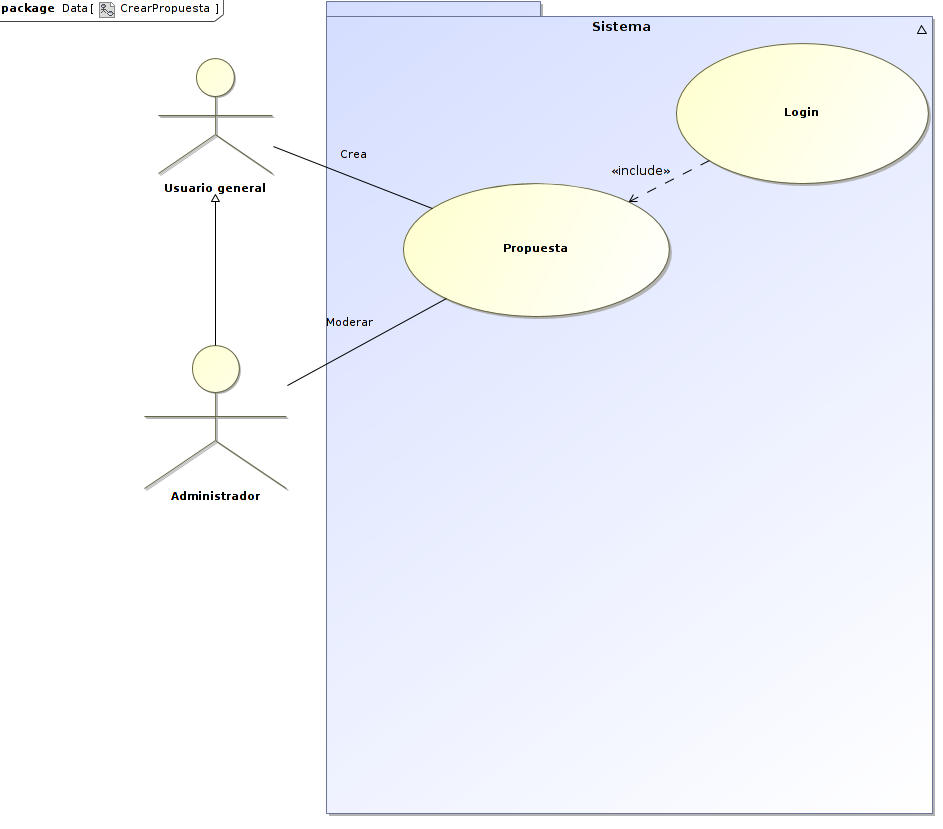 package Data[ CrearPropuesta ]
Sistema
Login
Crea
«include»
Usuario general
Propuesta
Moderar
Administrador